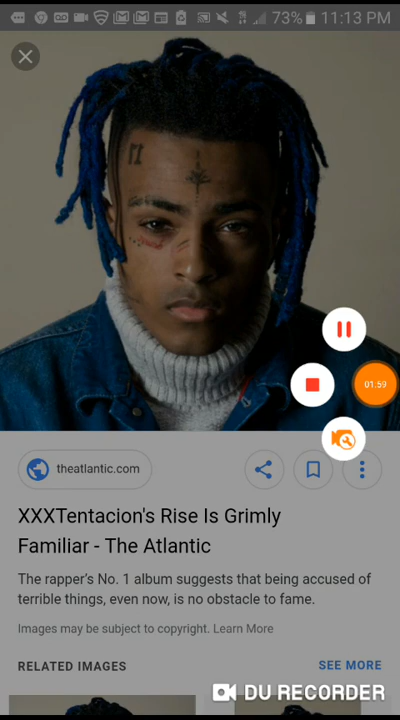 73% 11:13 PM
01:59
theatlantic.com
XXXTentacion's Rise Is Grimly
Familiar - The Atlantic
The rapper's No. 1 album suggests that being accused of
terrible things, even now, is no obstacle to fame.
Images may be subject to copyright. Learn More
RELATED IMAGES SEE MORE
DU RECORDER